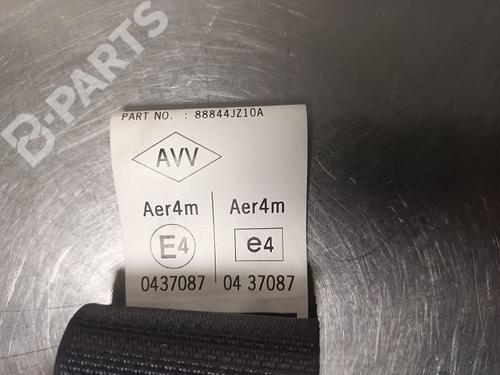 B-PARTS
PART NO. : 88844JZ10A
AVV
Aer4m Aer4m
E4 e4
0437087 04 37087